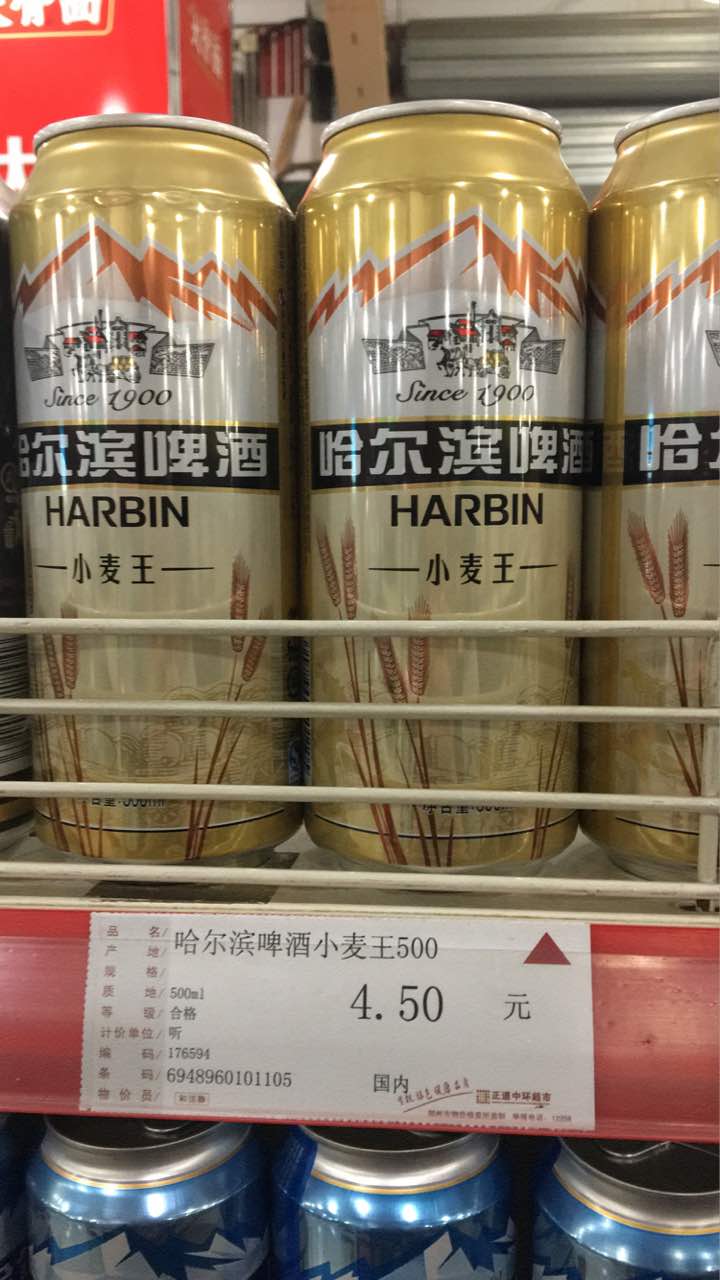 Since 1900
尔滨啤酒
HARBIN
小麦王
Since 1900
哈尔滨啤酒
HARBIN
小麦王
哈
品 名/ 哈尔滨啤酒小麦王500
产 地/
规 格/
质 地/ 500ml
等 级/ 合格
计价单位/ 听
编 码/ 176594
条 码/ 6948960101105
物 价 员/
4.50 元
国内
正道中环超市